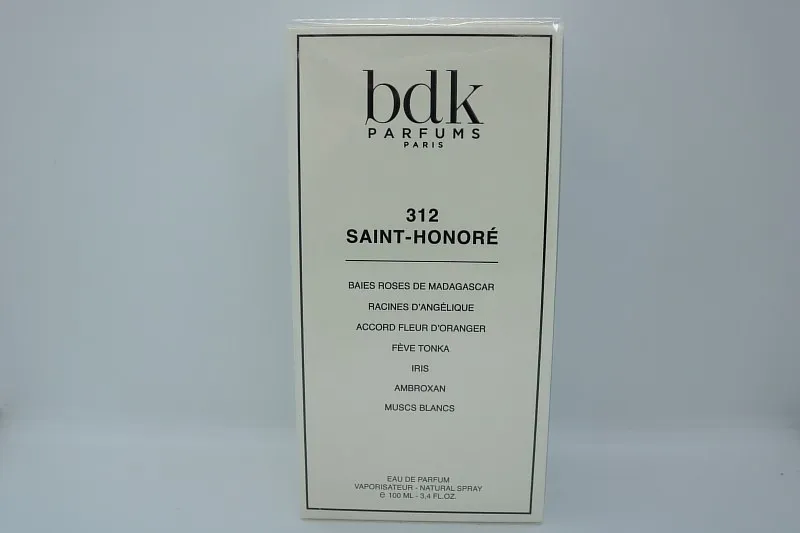 bdk
PARFUMS
PARIS
312
SAINT-HONORÉ
BAIES ROSES DE MADAGASCAR
RACINES D'ANGÉLIQUE
ACCORD FLEUR D'ORANGER
FÈVE TONKA
IRIS
AMBROXAN
MUSCS BLANCS
EAU DE PARFUM
VAPORISATEUR - NATURAL SPRAY
℮ 100 ML - 3,4 FL.OZ.